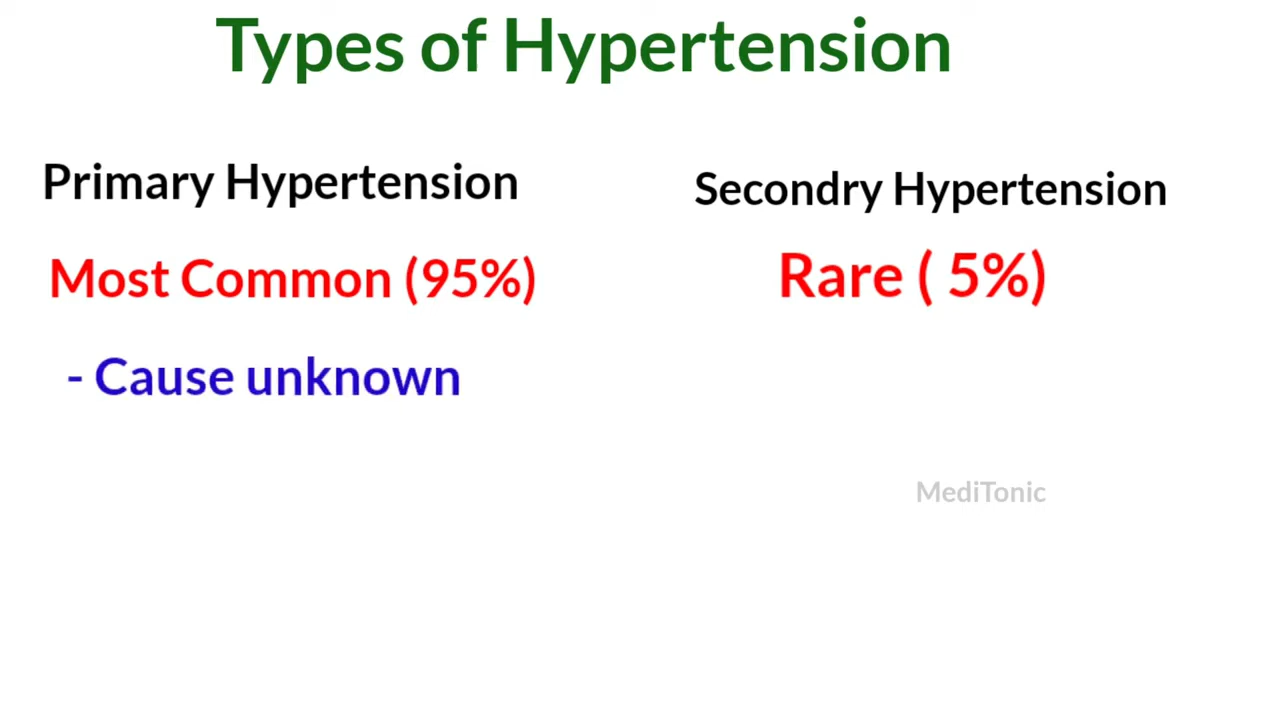 Types of Hypertension
Primary Hypertension
Most Common (95%)
- Cause unknown
Secondry Hypertension
Rare ( 5%)
MediTonic